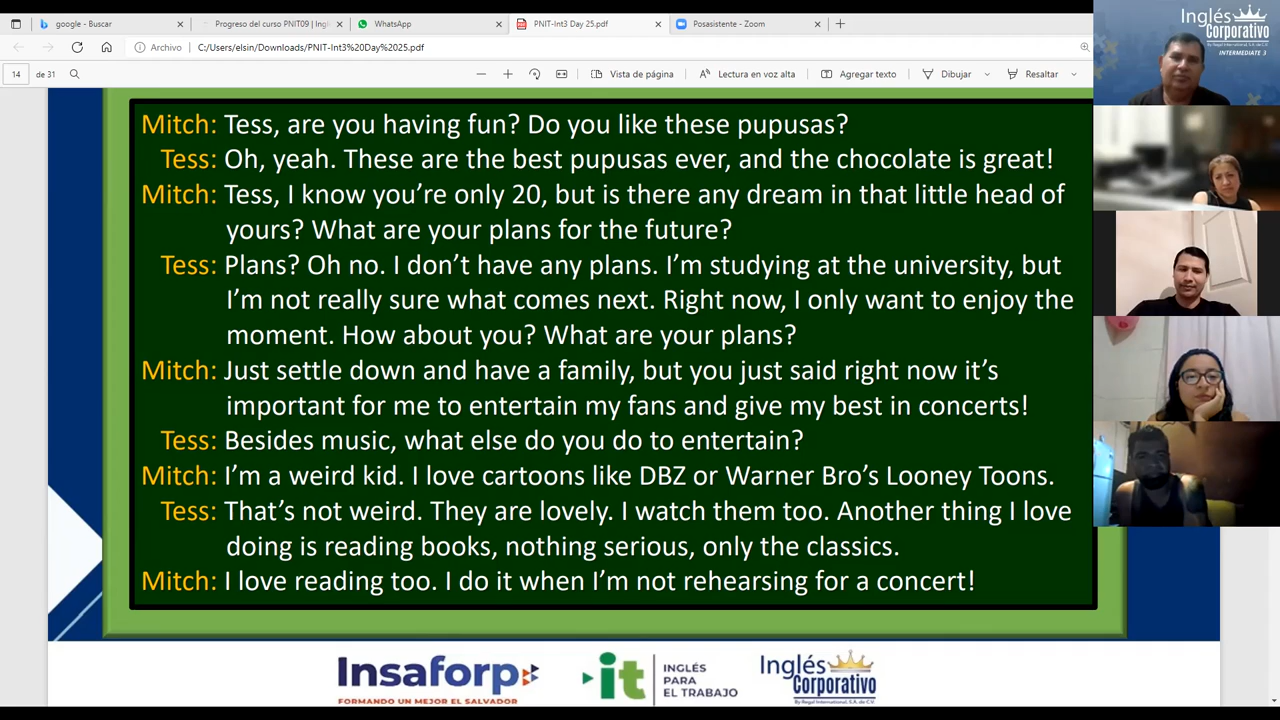 google - Buscar
Progreso del curso PNIT09 | Ingl
WhatsApp
PNIT-Int3 Day 25.pdf
Posasistente - Zoom
Archivo
C:/Users/elsin/Downloads/PNIT-Int3%20Day%2025.pdf
14 de 31
Vista de página
Lectura en voz alta
Agregar texto
Dibujar
Resaltar
Inglés
Corporativo
By Regal International, S.A. de C.V.
INTERMEDIATE 3
Mitch: Tess, are you having fun? Do you like these pupusas?
Tess: Oh, yeah. These are the best pupusas ever, and the chocolate is great!
Mitch: Tess, I know you're only 20, but is there any dream in that little head of
yours? What are your plans for the future?
Tess: Plans? Oh no. I don't have any plans. I'm studying at the university, but
I'm not really sure what comes next. Right now, I only want to enjoy the
moment. How about you? What are your plans?
Mitch: Just settle down and have a family, but you just said right now it's
important for me to entertain my fans and give my best in concerts!
Tess: Besides music, what else do you do to entertain?
Mitch: I'm a weird kid. I love cartoons like DBZ or Warner Bro's Looney Toons.
Tess: That's not weird. They are lovely. I watch them too. Another thing I love
doing is reading books, nothing serious, only the classics.
Mitch: I love reading too. I do it when I'm not rehearsing for a concert!
Insaforp
FORMANDO UN MEJOR EL SALVADOR
it
INGLÉS
PARA
EL TRABAJO
Inglés
Corporativo
By Regal International, S.A. de C.V.